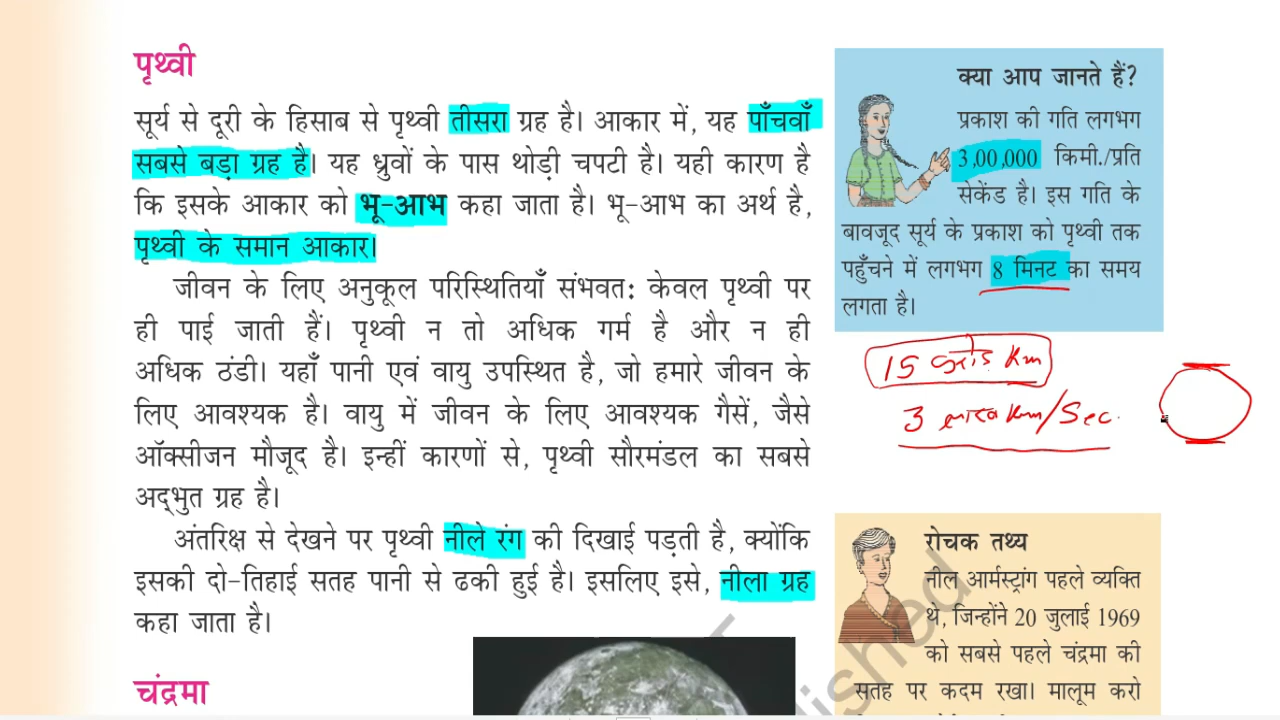 पृथ्वी
सूर्य से दूरी के हिसाब से पृथ्वी तीसरा ग्रह है। आकार में, यह पाँचवाँ
सबसे बड़ा ग्रह है। यह ध्रुवों के पास थोड़ी चपटी है। यही कारण है
कि इसके आकार को भू-आभ कहा जाता है। भू-आभ का अर्थ है,
पृथ्वी के समान आकार।
जीवन के लिए अनुकूल परिस्थितियाँ संभवतः केवल पृथ्वी पर
ही पाई जाती हैं। पृथ्वी न तो अधिक गर्म है और न ही
अधिक ठंडी। यहाँ पानी एवं वायु उपस्थित है, जो हमारे जीवन के
लिए आवश्यक है। वायु में जीवन के लिए आवश्यक गैसें, जैसे
ऑक्सीजन मौजूद है। इन्हीं कारणों से, पृथ्वी सौरमंडल का सबसे
अद्भुत ग्रह है।
अंतरिक्ष से देखने पर पृथ्वी नीले रंग की दिखाई पड़ती है, क्योंकि
इसकी दो-तिहाई सतह पानी से ढकी हुई है। इसलिए इसे, नीला ग्रह
कहा जाता है।
चंद्रमा
क्या आप जानते हैं?
प्रकाश की गति लगभग
3,00,000 किमी./प्रति
सेकेंड है। इस गति के
बावजूद सूर्य के प्रकाश को पृथ्वी तक
पहुँचने में लगभग 8 मिनट का समय
लगता है।
15 करोड़ Km
3 लाख Km/Sec.
रोचक तथ्य
नील आर्मस्ट्रांग पहले व्यक्ति
थे, जिन्होंने 20 जुलाई 1969
को सबसे पहले चंद्रमा की
सतह पर कदम रखा। मालूम करो